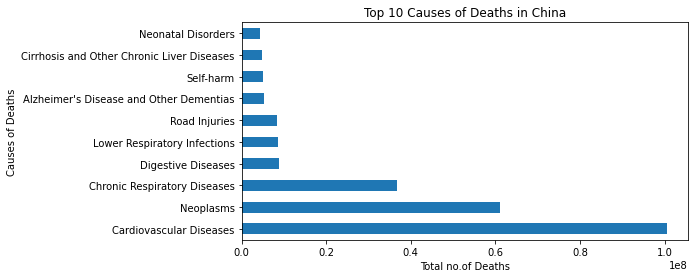 Top 10 Causes of Deaths in China
Causes of Deaths
Neonatal Disorders
Cirrhosis and Other Chronic Liver Diseases
Self-harm
Alzheimer's Disease and Other Dementias
Road Injuries
Lower Respiratory Infections
Digestive Diseases
Chronic Respiratory Diseases
Neoplasms
Cardiovascular Diseases
0.0 0.2 0.4 0.6 0.8 1.0
1e8
Total no.of Deaths